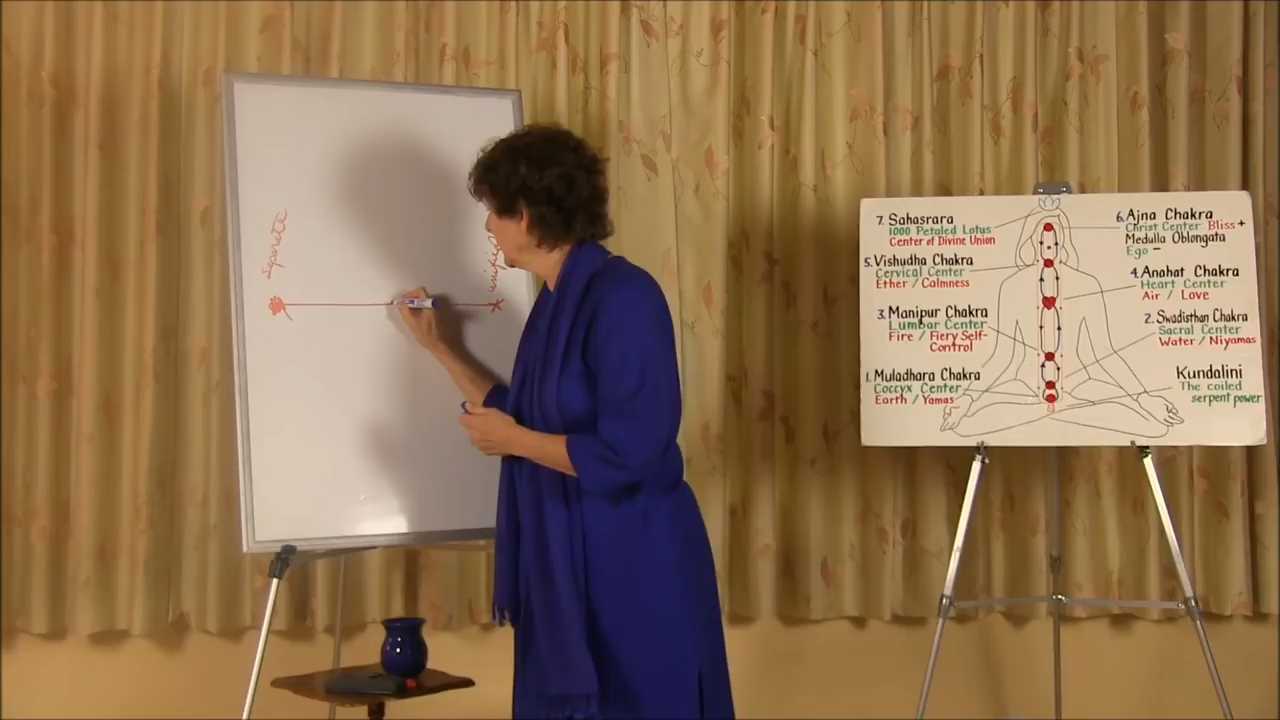 separate
7. Sahasrara
1000 Petaled Lotus
Center of Divine Union
6. Ajna Chakra
Christ Center Bliss +
Medulla Oblongata
Ego –
5. Vishudha Chakra
Cervical Center
Ether / Calmness
4. Anahat Chakra
Heart Center
Air / Love
3. Manipur Chakra
Lumbar Center
Fire / Fiery Self-
Control
2. Swadisthan Chakra
Sacral Center
Water / Niyamas
1. Muladhara Chakra
Coccyx Center
Earth / Yamas
Kundalini
The coiled
serpent power